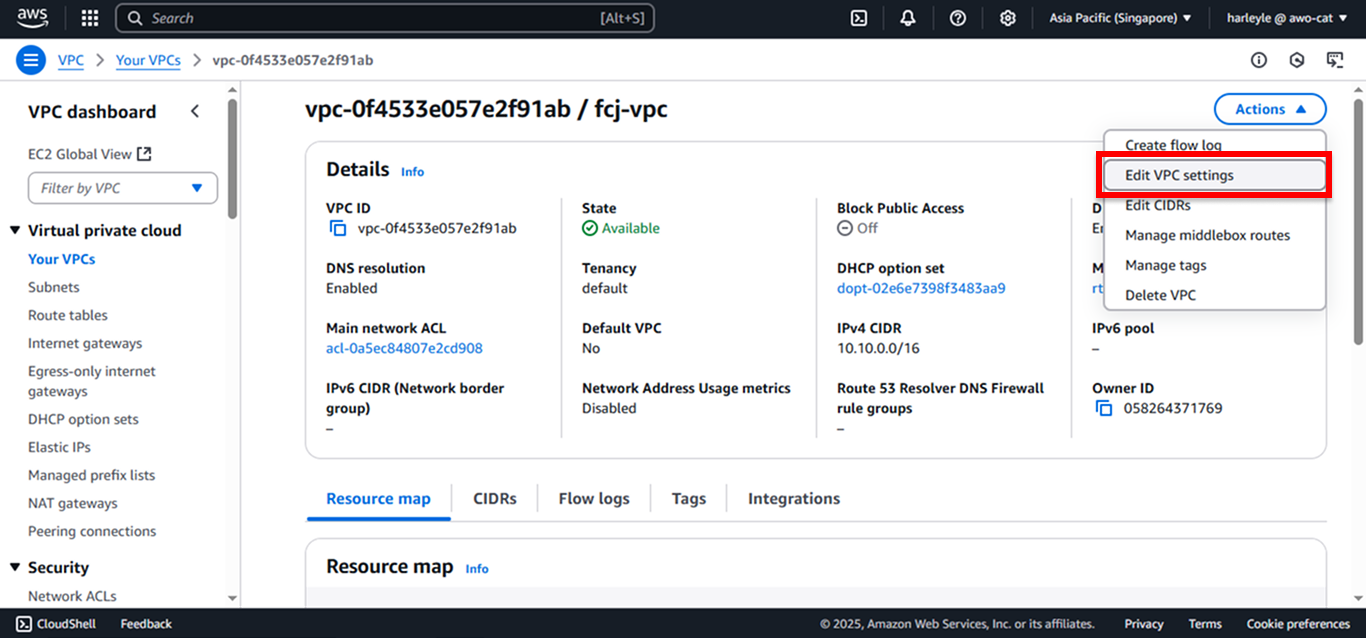 aws
Search [Alt+S]
Asia Pacific (Singapore)
harleyle @ awo-cat
VPC > Your VPCs > vpc-0f4533e057e2f91ab
VPC dashboard
EC2 Global View
Filter by VPC
Virtual private cloud
Your VPCs
Subnets
Route tables
Internet gateways
Egress-only internet
gateways
DHCP option sets
Elastic IPs
Managed prefix lists
NAT gateways
Peering connections
Security
Network ACLs
vpc-0f4533e057e2f91ab / fcj-vpc
Actions
Create flow log
Edit VPC settings
Edit CIDRs
Manage middlebox routes
Manage tags
Delete VPC
Details Info
VPC ID
vpc-0f4533e057e2f91ab
State
Available
Block Public Access
Off
DNS resolution
Enabled
Tenancy
default
DHCP option set
dopt-02e6e7398f3483aa9
Main network ACL
acl-0a5ec84807e2cd908
Default VPC
No
IPv4 CIDR
10.10.0.0/16
IPv6 pool
–
IPv6 CIDR (Network border
group)
–
Network Address Usage metrics
Disabled
Route 53 Resolver DNS Firewall
rule groups
–
Owner ID
058264371769
Resource map
CIDRs
Flow logs
Tags
Integrations
Resource map Info
CloudShell
Feedback
© 2025, Amazon Web Services, Inc. or its affiliates.
Privacy
Terms
Cookie preferences